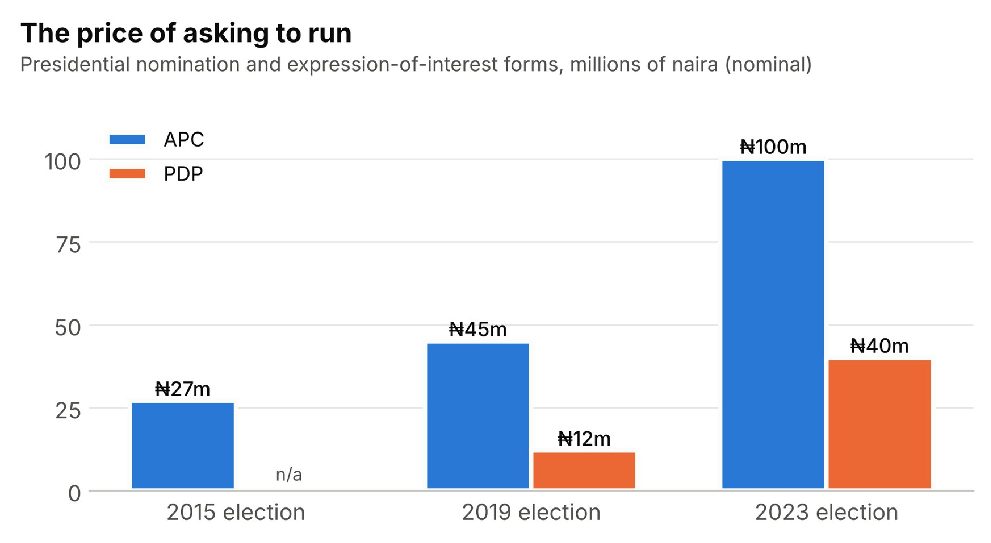 The price of asking to run
Presidential nomination and expression-of-interest forms, millions of naira (nominal)
APC
PDP
100
75
50
25
0
₦27m
n/a
₦45m
₦12m
₦100m
₦40m
2015 election
2019 election
2023 election